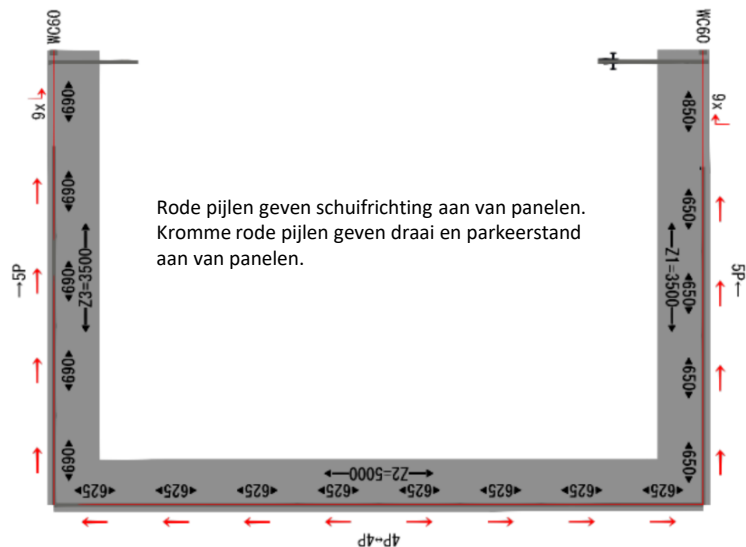 WC60
WC60
9x
9x
690
850
Rode pijlen geven schuifrichting aan van panelen.
Kromme rode pijlen geven draai en parkeerstand
aan van panelen.
690
650
→5P
690
Z3=3500
Z1=3500
650
5P←
690
650
690
650
Z2=5000
625
625
625
625
625
625
625
625
4P↔4P